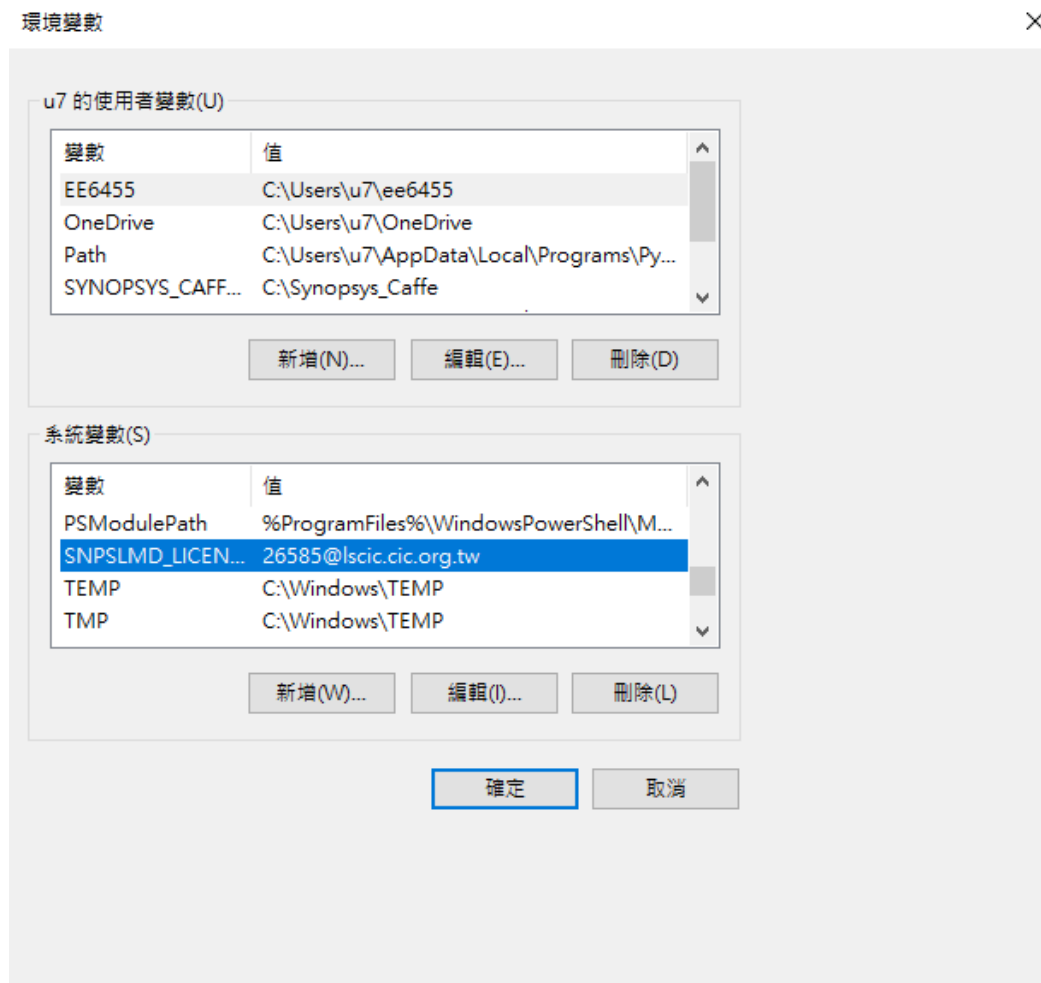 環境變數
u7 的使用者變數(U)
變數 值
EE6455 C:\Users\u7\ee6455
OneDrive C:\Users\u7\OneDrive
Path C:\Users\u7\AppData\Local\Programs\Py...
SYNOPSYS_CAFF... C:\Synopsys_Caffe
新增(N)... 編輯(E)... 刪除(D)
系統變數(S)
變數 值
PSModulePath %ProgramFiles%\WindowsPowerShell\M...
SNPSLMD_LICEN... 26585@lscic.cic.org.tw
TEMP C:\Windows\TEMP
TMP C:\Windows\TEMP
新增(W)... 編輯(I)... 刪除(L)
確定 取消